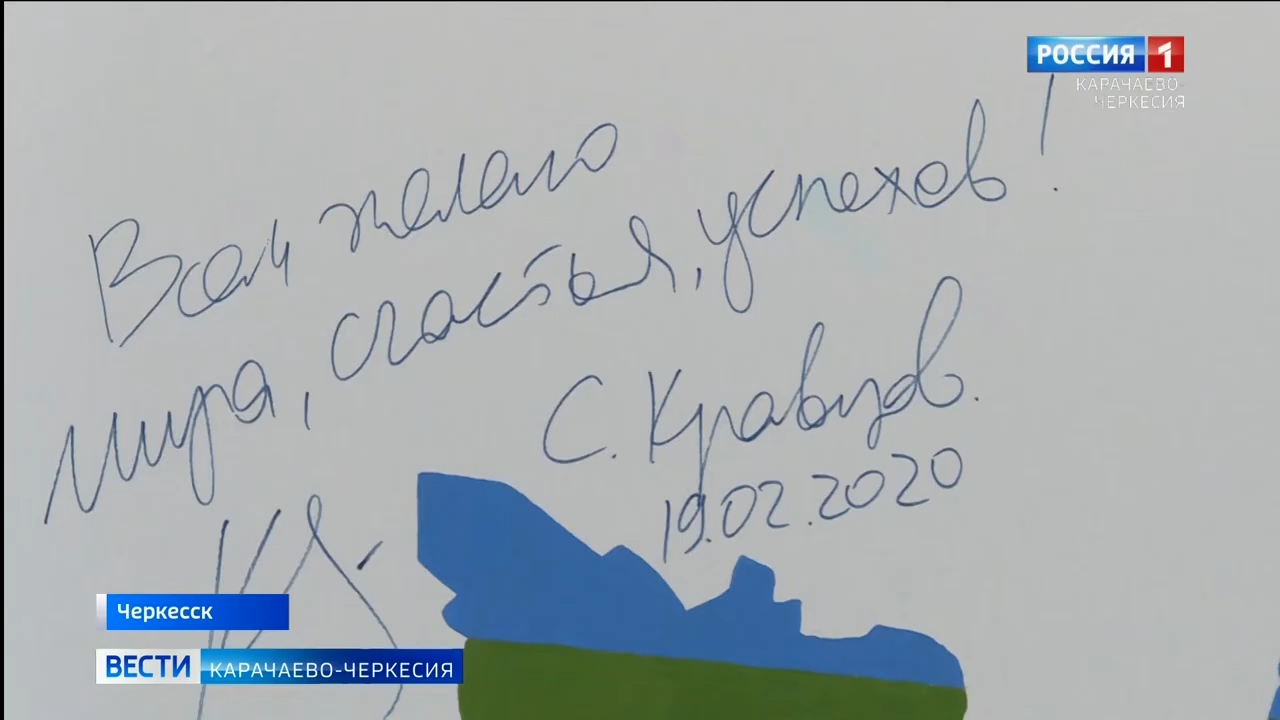 РОССИЯ 1
КАРАЧАЕВО-
ЧЕРКЕСИЯ
Всем желаю
мира, счастья, успехов!
С. Кравцов.
19.02.2020
Черкесск
ВЕСТИ КАРАЧАЕВО-ЧЕРКЕСИЯ